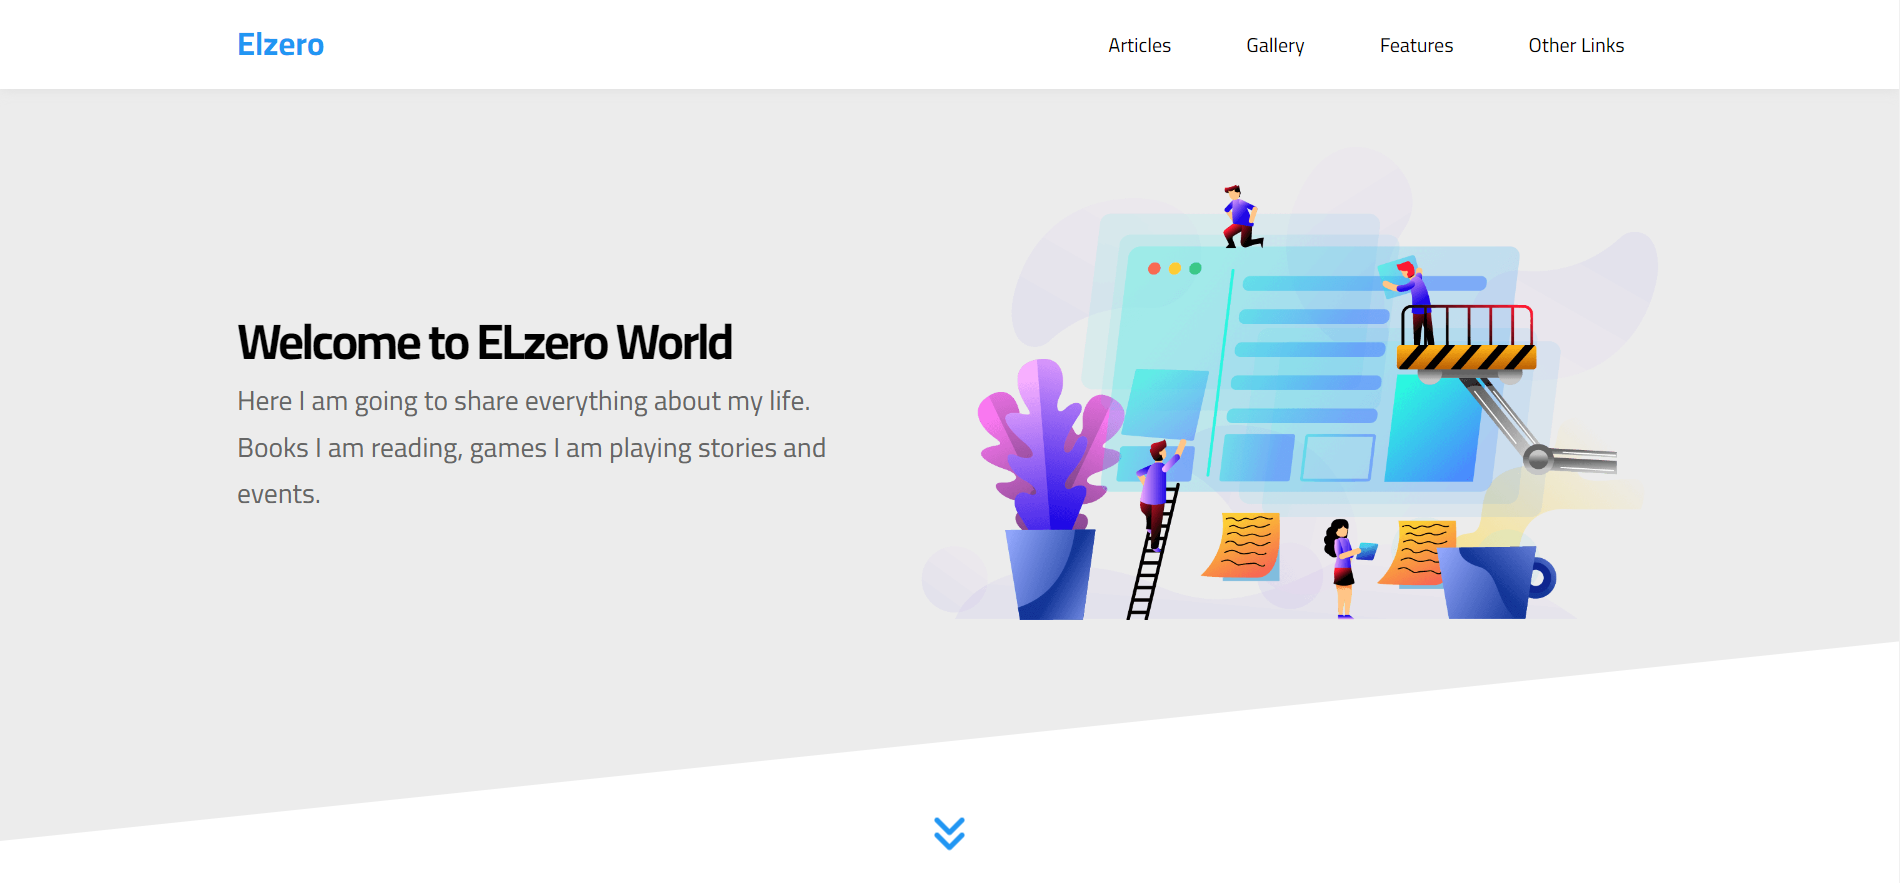 Elzero
Articles
Gallery
Features
Other Links
Welcome to ELzero World
Here I am going to share everything about my life.
Books I am reading, games I am playing stories and
events.